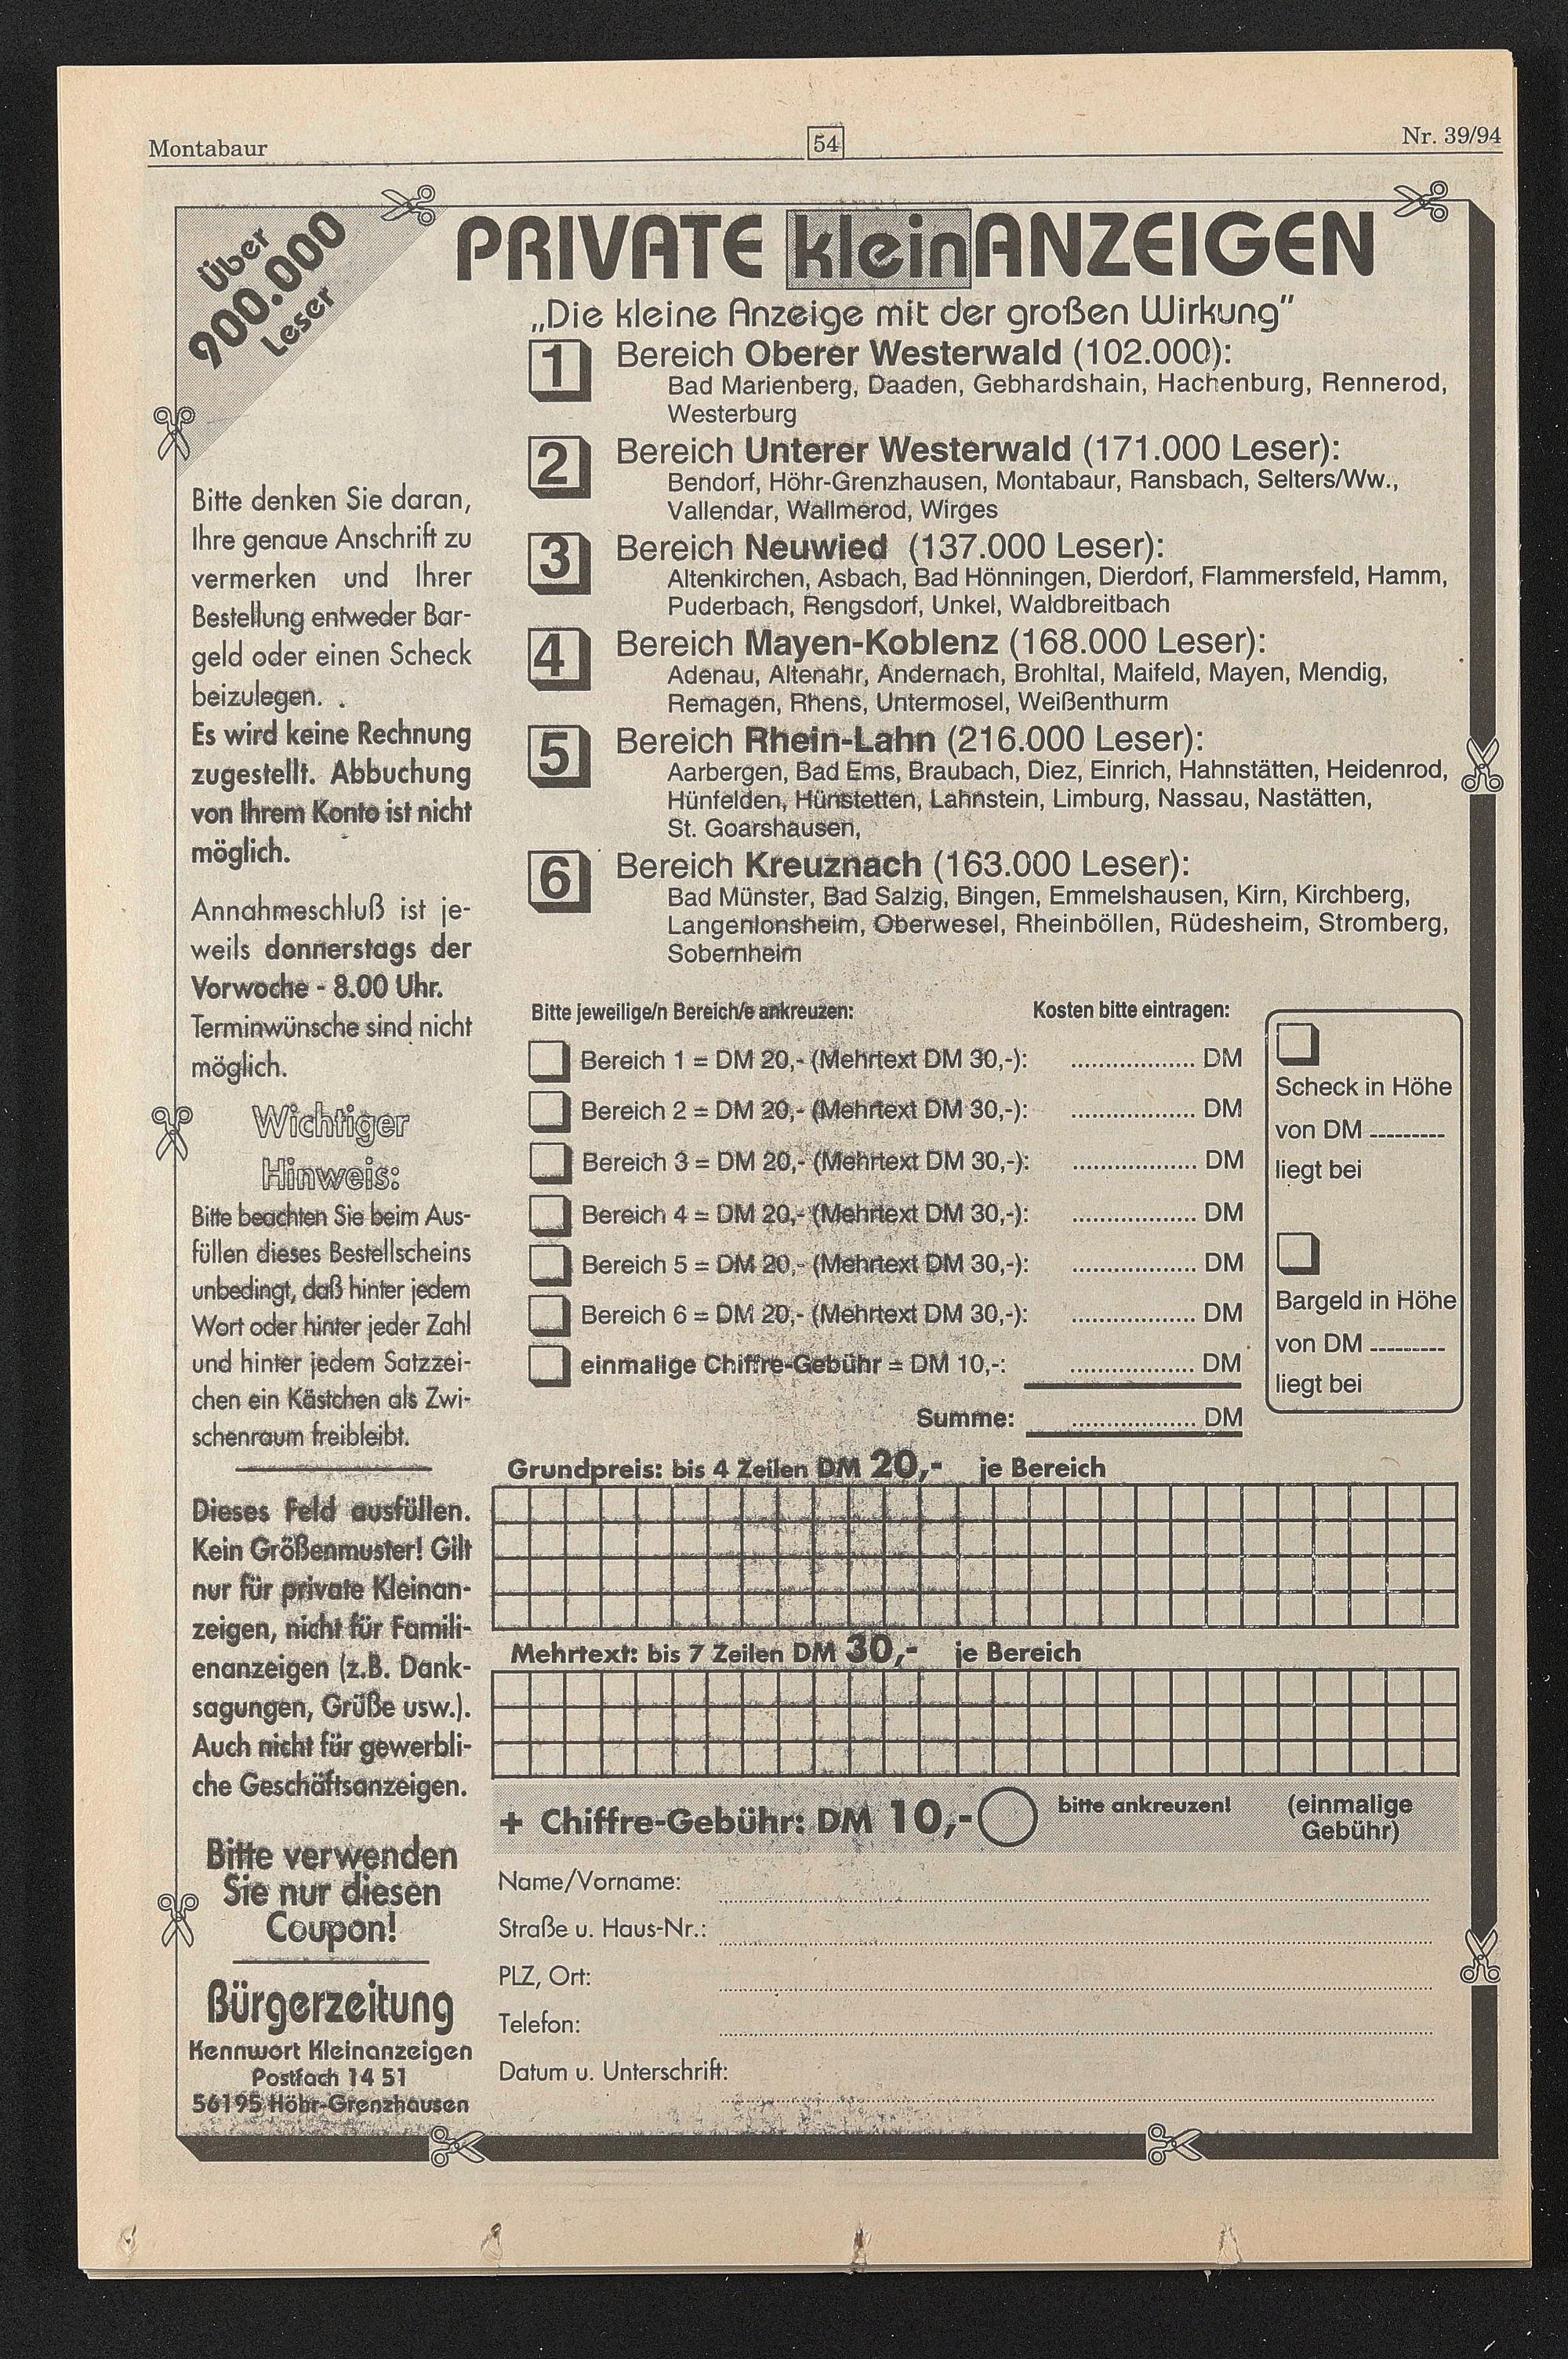 Montabaur
54
Nr. 39/94
Über
900.000
Leser
PRIVATE kleinANZEIGEN
„Die kleine Anzeige mit der großen Wirkung”
1 Bereich Oberer Westerwald (102.000):
Bad Marienberg, Daaden, Gebhardshain, Hachenburg, Rennerod,
Westerburg
2 Bereich Unterer Westerwald (171.000 Leser):
Bendorf, Höhr-Grenzhausen, Montabaur, Ransbach, Selters/Ww.,
Vallendar, Wallmerod, Wirges
3 Bereich Neuwied (137.000 Leser):
Altenkirchen, Asbach, Bad Hönningen, Dierdorf, Flammersfeld, Hamm,
Puderbach, Rengsdorf, Unkel, Waldbreitbach
4 Bereich Mayen-Koblenz (168.000 Leser):
Adenau, Altenahr, Andernach, Brohltal, Maifeld, Mayen, Mendig,
Remagen, Rhens, Untermosel, Weißenthurm
5 Bereich Rhein-Lahn (216.000 Leser):
Aarbergen, Bad Ems, Braubach, Diez, Einrich, Hahnstätten, Heidenrod,
Hünfelden, Hünstetten, Lahnstein, Limburg, Nassau, Nastätten,
St. Goarshausen,
6 Bereich Kreuznach (163.000 Leser):
Bad Münster, Bad Salzig, Bingen, Emmelshausen, Kirn, Kirchberg,
Langenlonsheim, Oberwesel, Rheinböllen, Rüdesheim, Stromberg,
Sobernheim
Bitte denken Sie daran,
Ihre genaue Anschrift zu
vermerken und Ihrer
Bestellung entweder Bar-
geld oder einen Scheck
beizulegen.
Es wird keine Rechnung
zugestellt. Abbuchung
von Ihrem Konto ist nicht
möglich.
Annahmeschluß ist je-
weils donnerstags der
Vorwoche - 8.00 Uhr.
Terminwünsche sind nicht
möglich.
Wichtiger
Hinweis:
Bitte beachten Sie beim Aus-
füllen dieses Bestellscheins
unbedingt, daß hinter jedem
Wort oder hinter jeder Zahl
und hinter jedem Satzzei-
chen ein Kästchen als Zwi-
schenraum freibleibt.
Dieses Feld ausfüllen.
Kein Größenmuster! Gilt
nur für private Kleinan-
zeigen, nicht für Famili-
enanzeigen (z.B. Dank-
sagungen, Grüße usw.).
Auch nicht für gewerbli-
che Geschäftsanzeigen.
Bitte verwenden
Sie nur diesen
Coupon!
Bürgerzeitung
Kennwort Kleinanzeigen
Postfach 14 51
56195 Höhr-Grenzhausen
Bitte jeweilige/n Bereich/e ankreuzen: Kosten bitte eintragen:
Bereich 1 = DM 20,- (Mehrtext DM 30,-): .................. DM
Bereich 2 = DM 20,- (Mehrtext DM 30,-): .................. DM
Bereich 3 = DM 20,- (Mehrtext DM 30,-): .................. DM
Bereich 4 = DM 20,- (Mehrtext DM 30,-): .................. DM
Bereich 5 = DM 20,- (Mehrtext DM 30,-): .................. DM
Bereich 6 = DM 20,- (Mehrtext DM 30,-): .................. DM
einmalige Chiffre-Gebühr = DM 10,-: .................. DM
Summe: .................. DM
Scheck in Höhe
von DM ---------
liegt bei
Bargeld in Höhe
von DM ---------
liegt bei
Grundpreis: bis 4 Zeilen DM 20,- je Bereich
Mehrtext: bis 7 Zeilen DM 30,- je Bereich
+ Chiffre-Gebühr: DM 10,- bitte ankreuzen! (einmalige
Gebühr)
Name/Vorname:
Straße u. Haus-Nr.:
PLZ, Ort:
Telefon:
Datum u. Unterschrift: